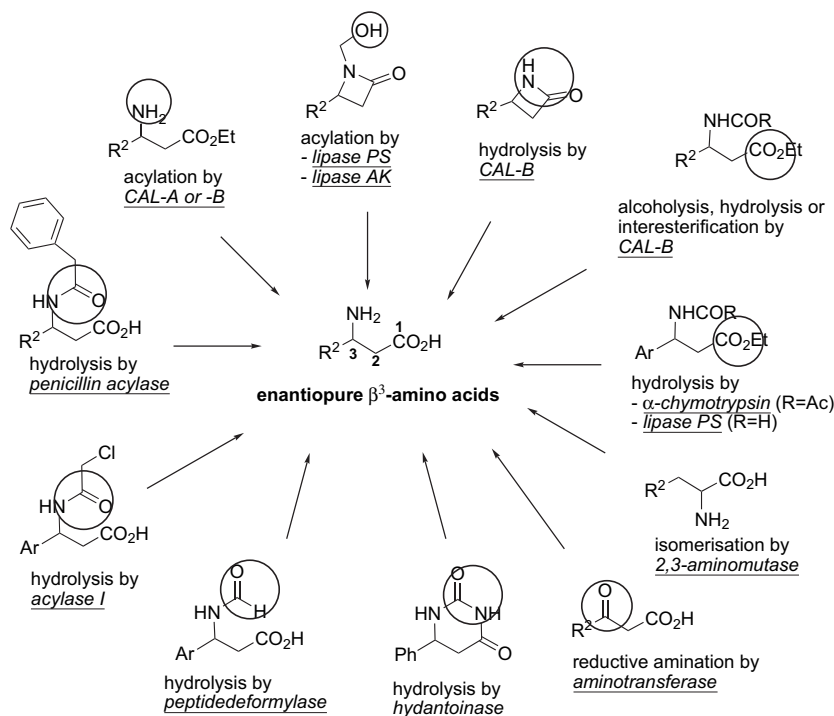 NH2
R2
CO2Et
acylation by
CAL-A or -B
OH
N
O
R2
acylation by
- lipase PS
- lipase AK
H
N
O
R2
hydrolysis by
CAL-B
NHCOR
R2
CO2Et
alcoholysis, hydrolysis or
interesterification by
CAL-B
HN
O
R2
CO2H
hydrolysis by
penicillin acylase
NH2
1
R2
CO2H
3
2
enantiopure β3-amino acids
NHCOR
Ar
CO2Et
hydrolysis by
- α-chymotrypsin (R=Ac)
- lipase PS (R=H)
Cl
HN
O
Ar
CO2H
hydrolysis by
acylase I
R2
CO2H
NH2
isomerisation by
2,3-aminomutase
O
HN
H
Ar
CO2H
hydrolysis by
peptidedeformylase
O
HN
NH
Ph
O
hydrolysis by
hydantoinase
O
R2
CO2H
reductive amination by
aminotransferase